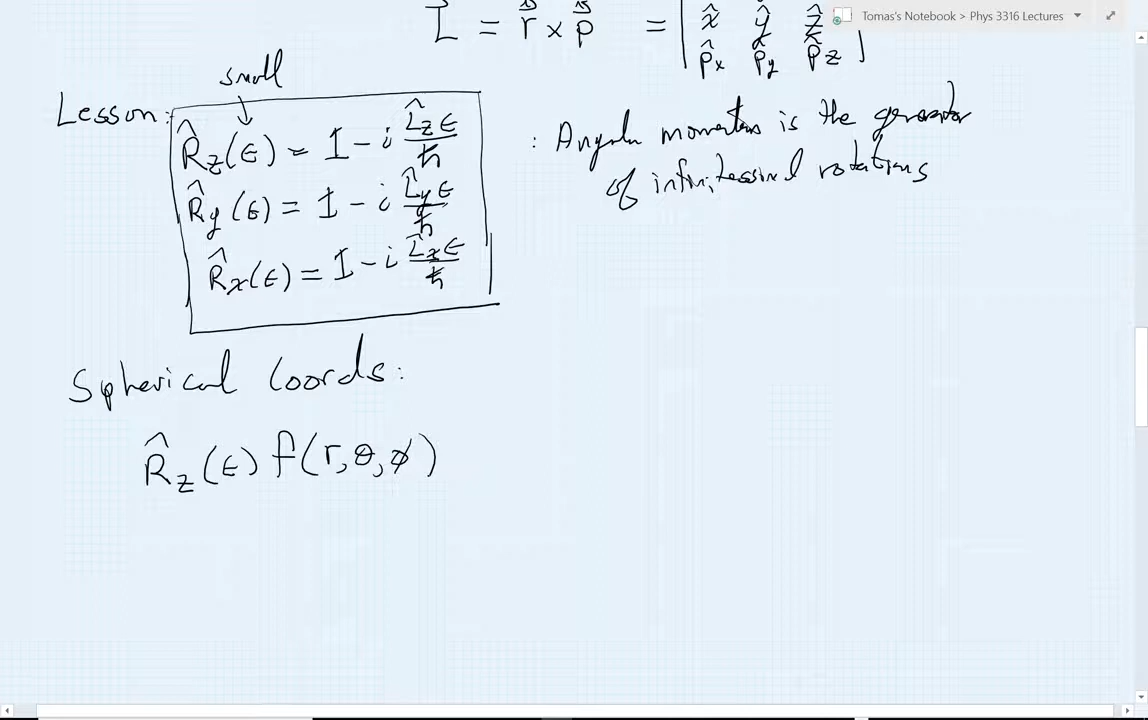 Tomas's Notebook > Phys 3316 Lectures
L = r × p = | x̂ ŷ ẑ
p̂x p̂y p̂z |
small
Lesson:
R̂z(ε) = 1 - i L̂zε/ħ
: Angular momentum is the generator
of infinitessimal rotations
R̂y(ε) = 1 - i L̂yε/ħ
R̂x(ε) = 1 - i L̂xε/ħ
Spherical Coords:
R̂z(ε) f(r, θ, φ)